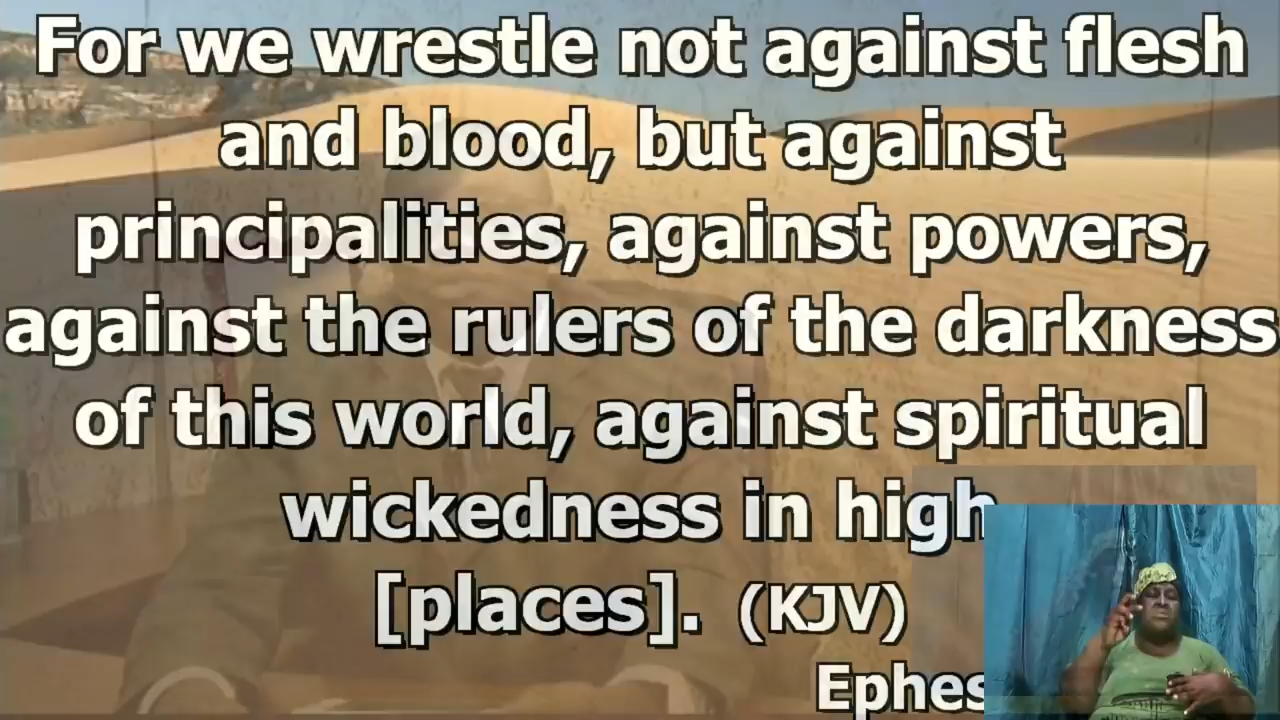 For we wrestle not against flesh
and blood, but against
principalities, against powers,
against the rulers of the darkness
of this world, against spiritual
wickedness in high
[places]. (KJV)
Ephes